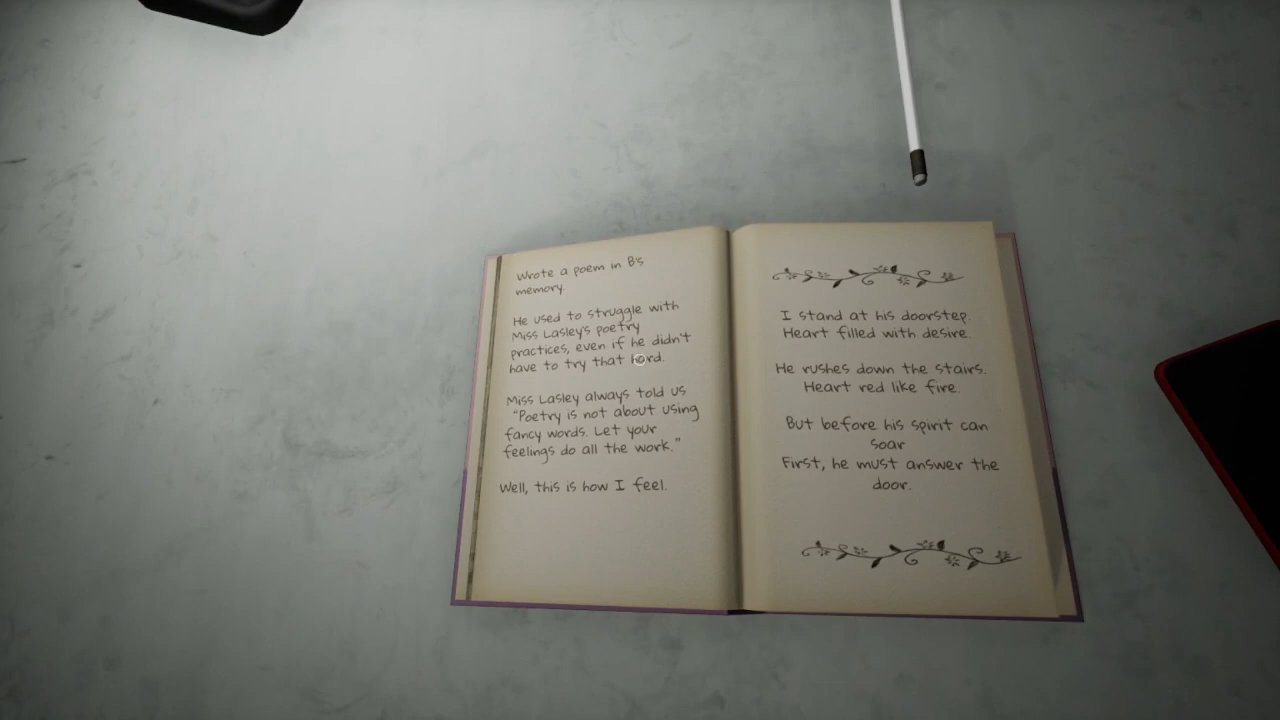 Wrote a poem in B's
memory.
He used to struggle with
Miss Lasley's poetry
practices, even if he didn't
have to try that hard.
Miss Lasley always told us
"Poetry is not about using
fancy words. Let your
feelings do all the work."
Well, this is how I feel.
I stand at his doorstep.
Heart filled with desire.
He rushes down the stairs.
Heart red like fire.
But before his spirit can
soar
First, he must answer the
door.